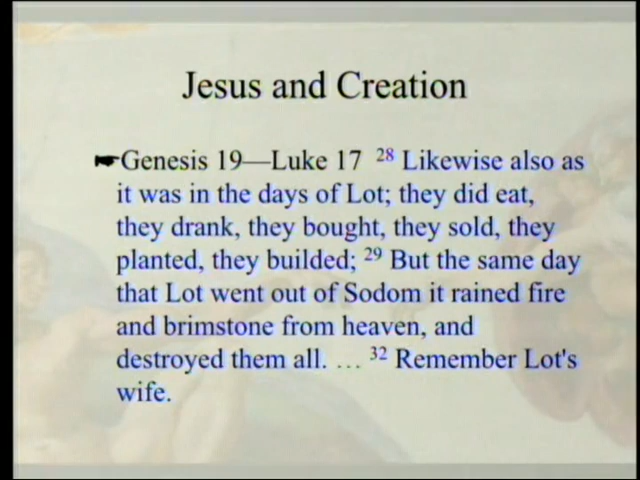 Jesus and Creation
☛Genesis 19—Luke 17 28 Likewise also as
it was in the days of Lot; they did eat,
they drank, they bought, they sold, they
planted, they builded; 29 But the same day
that Lot went out of Sodom it rained fire
and brimstone from heaven, and
destroyed them all. … 32 Remember Lot's
wife.